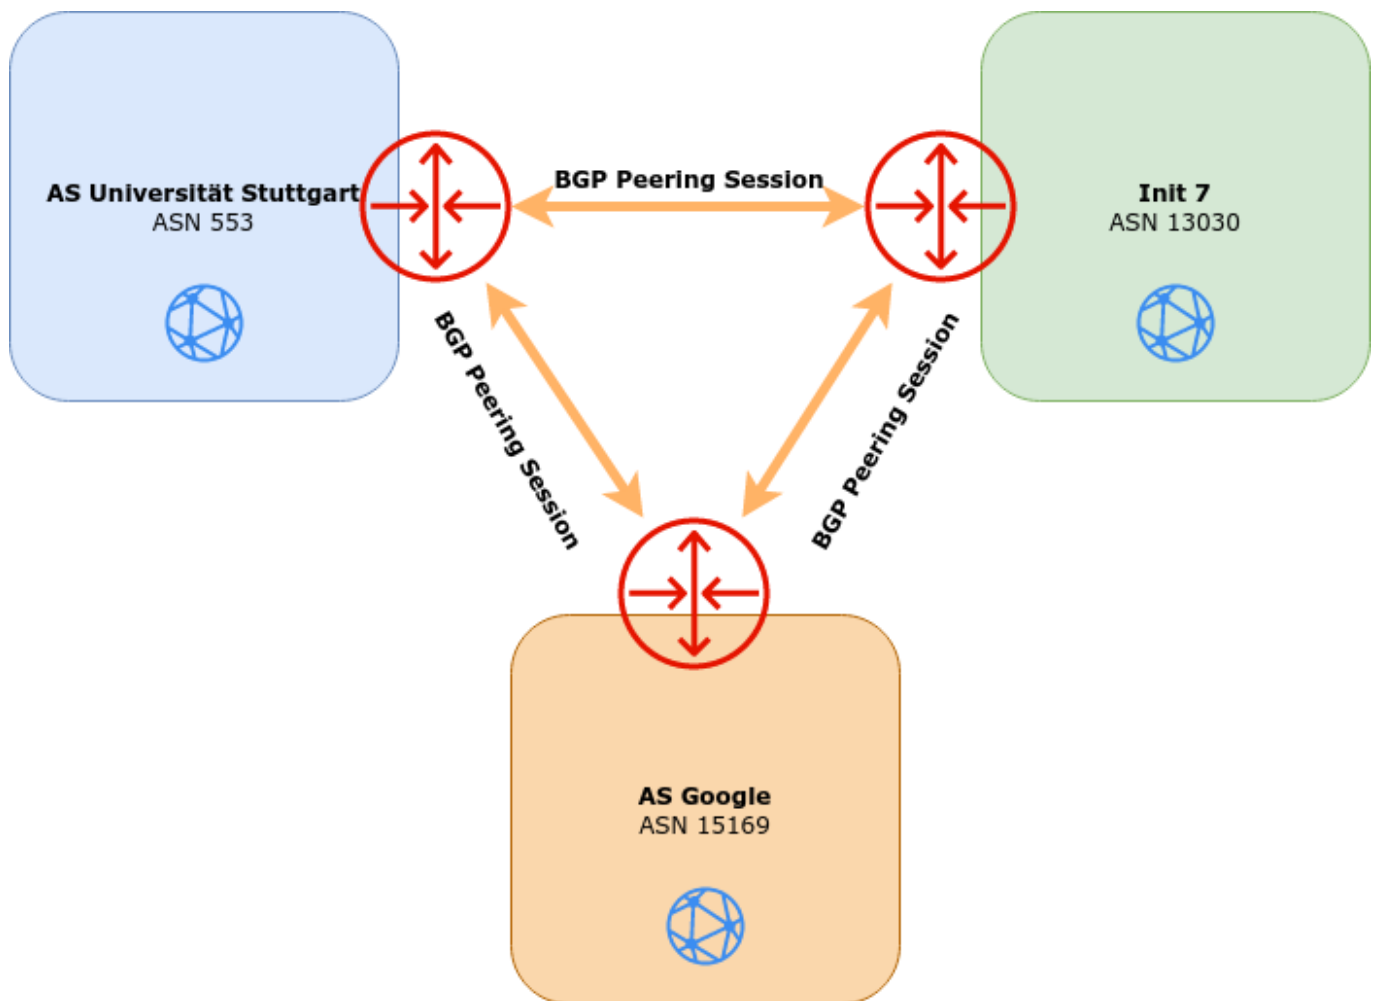 BGP Peering Session
AS Universität Stuttgart
ASN 553
Init 7
ASN 13030
BGP Peering Session
BGP Peering Session
AS Google
ASN 15169